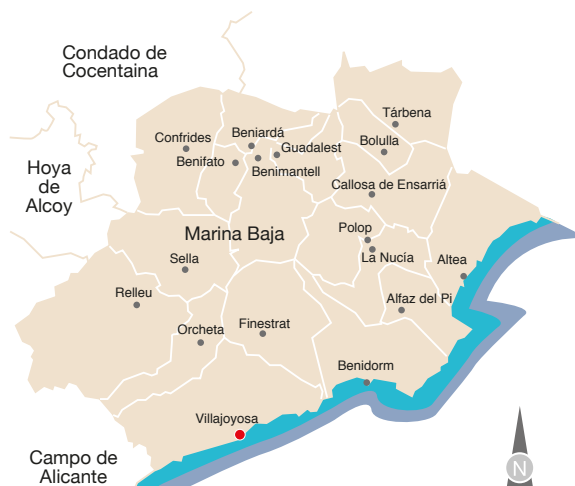 Condado de
Cocentaina
Tárbena
Confrides
Beniardá
Guadalest
Bolulla
Benifato
Benimantell
Hoya
de
Alcoy
Callosa de Ensarriá
Marina Baja
Polop
La Nucía
Altea
Sella
Relleu
Alfaz del Pi
Orcheta
Finestrat
Benidorm
Villajoyosa
Campo de
Alicante
N